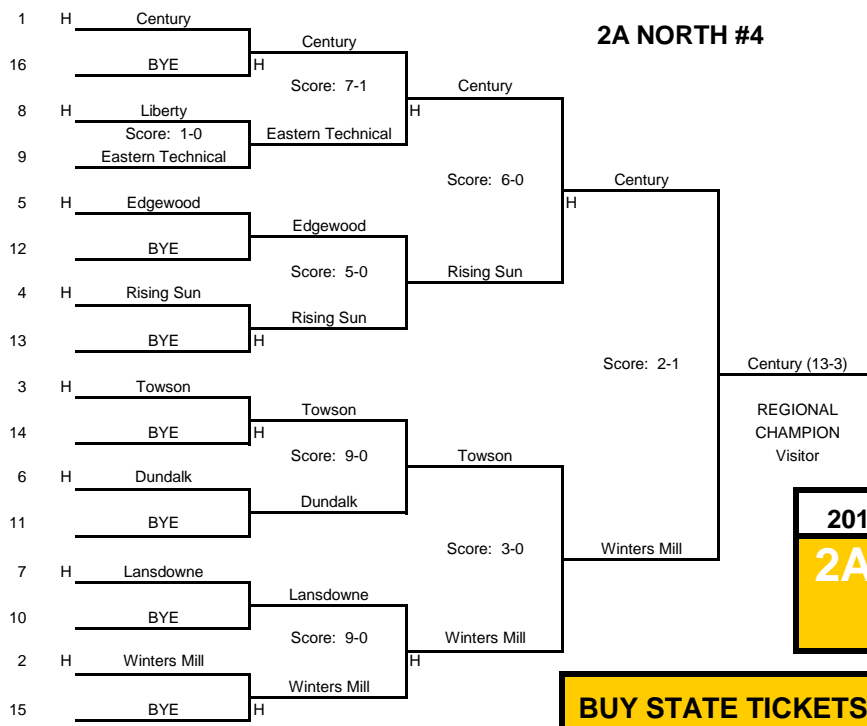 2A NORTH #4
1 H Century
Century
16 BYE H
Score: 7-1
Century
8 H Liberty
H
Score: 1-0
Eastern Technical
9 Eastern Technical
Score: 6-0
Century
5 H Edgewood
H
Edgewood
12 BYE
Score: 5-0
Rising Sun
4 H Rising Sun
Rising Sun
13 BYE H
Score: 2-1
Century (13-3)
3 H Towson
Towson
REGIONAL
CHAMPION
Visitor
14 BYE H
Score: 9-0
Towson
6 H Dundalk
Dundalk
11 BYE
201
2A
Score: 3-0
Winters Mill
7 H Lansdowne
Lansdowne
10 BYE
Score: 9-0
Winters Mill
2 H Winters Mill
H
Winters Mill
15 BYE H
BUY STATE TICKETS